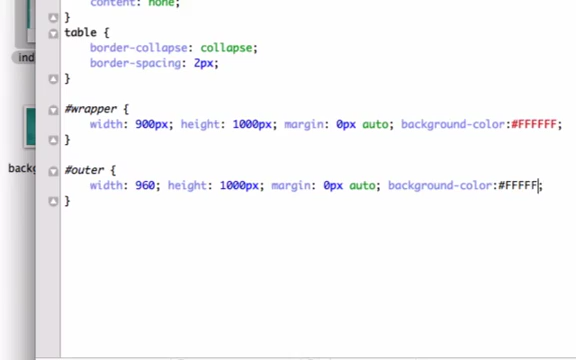 content: none;
}
table {
border-collapse: collapse;
border-spacing: 2px;
}
#wrapper {
width: 900px; height: 1000px; margin: 0px auto; background-color:#FFFFFF;
}
#outer {
width: 960; height: 1000px; margin: 0px auto; background-color:#FFFFF;
}
ind
back